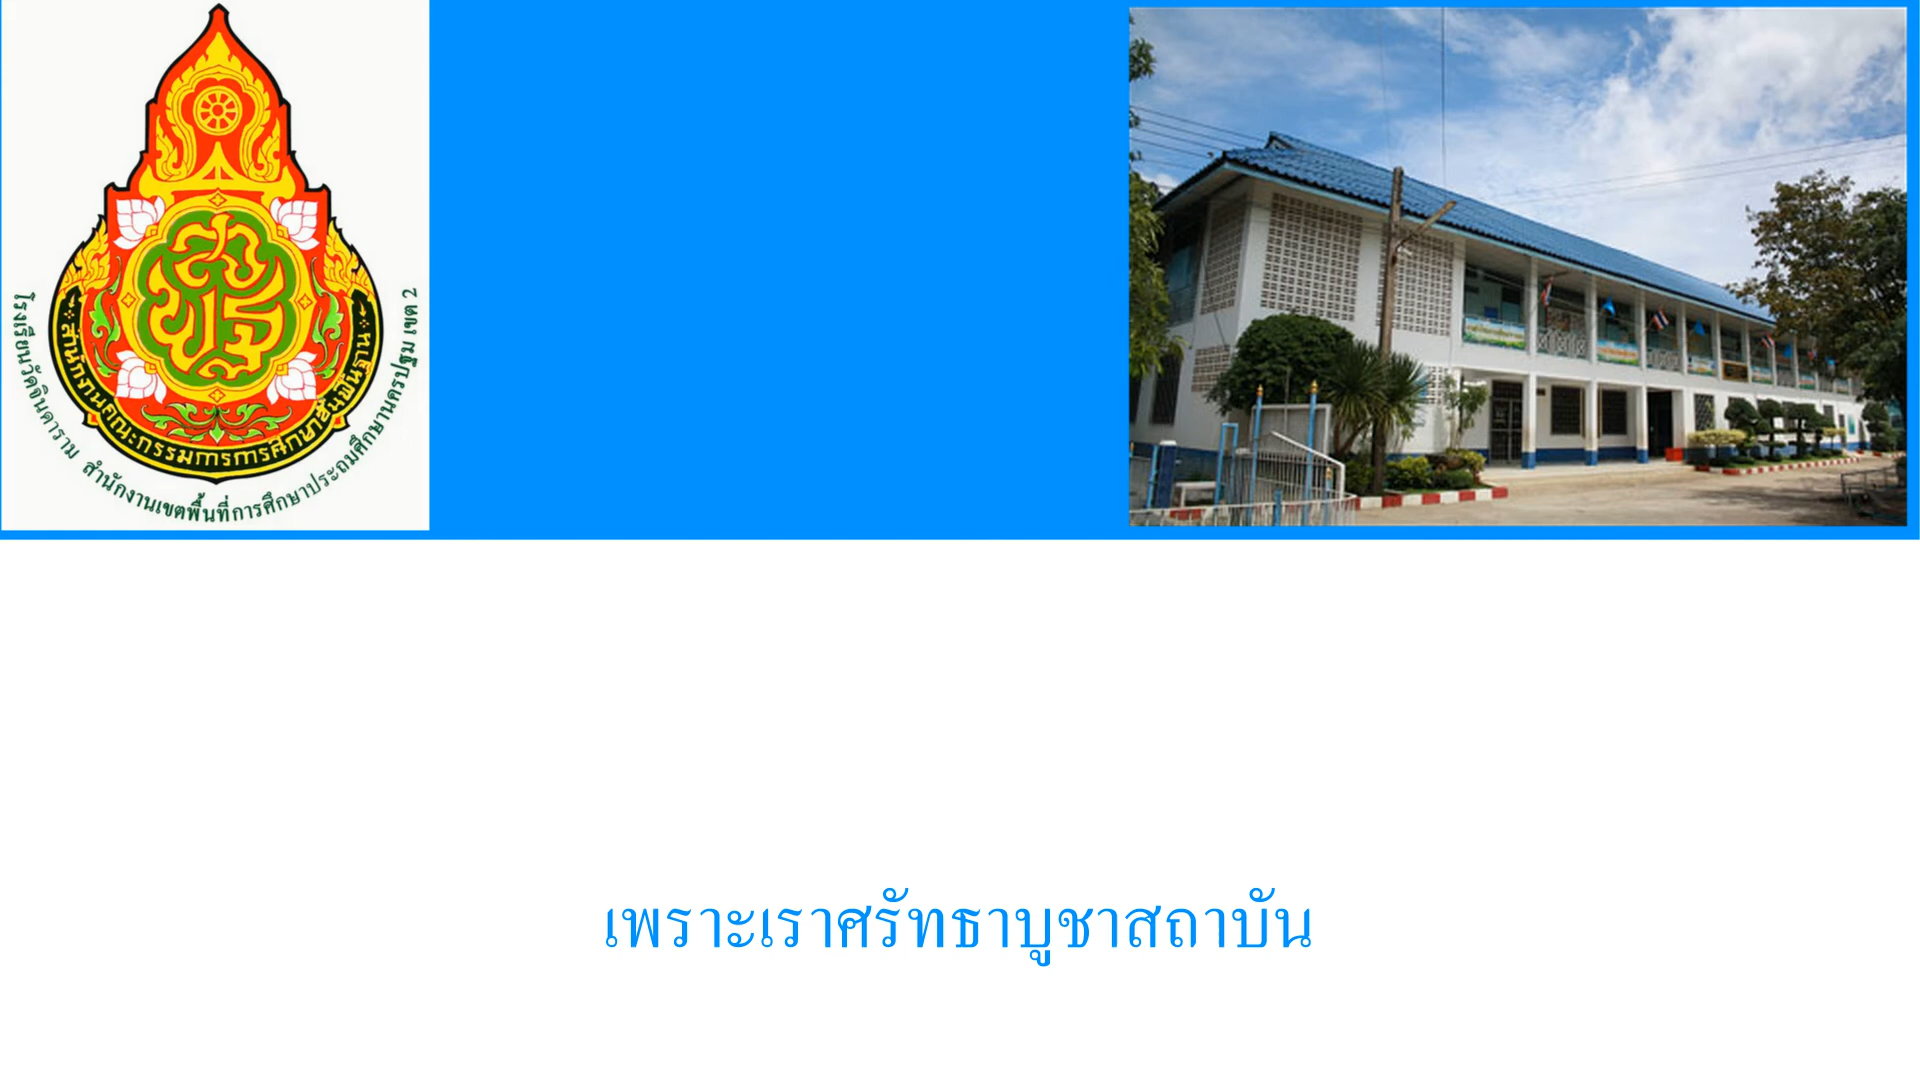 สำนักงานคณะกรรมการการศึกษาขั้นพื้นฐาน
โรงเรียนวัดจินดาราม สำนักงานเขตพื้นที่การศึกษาประถมศึกษานครปฐม เขต 2
เพราะเราศรัทธาบูชาสถาบัน